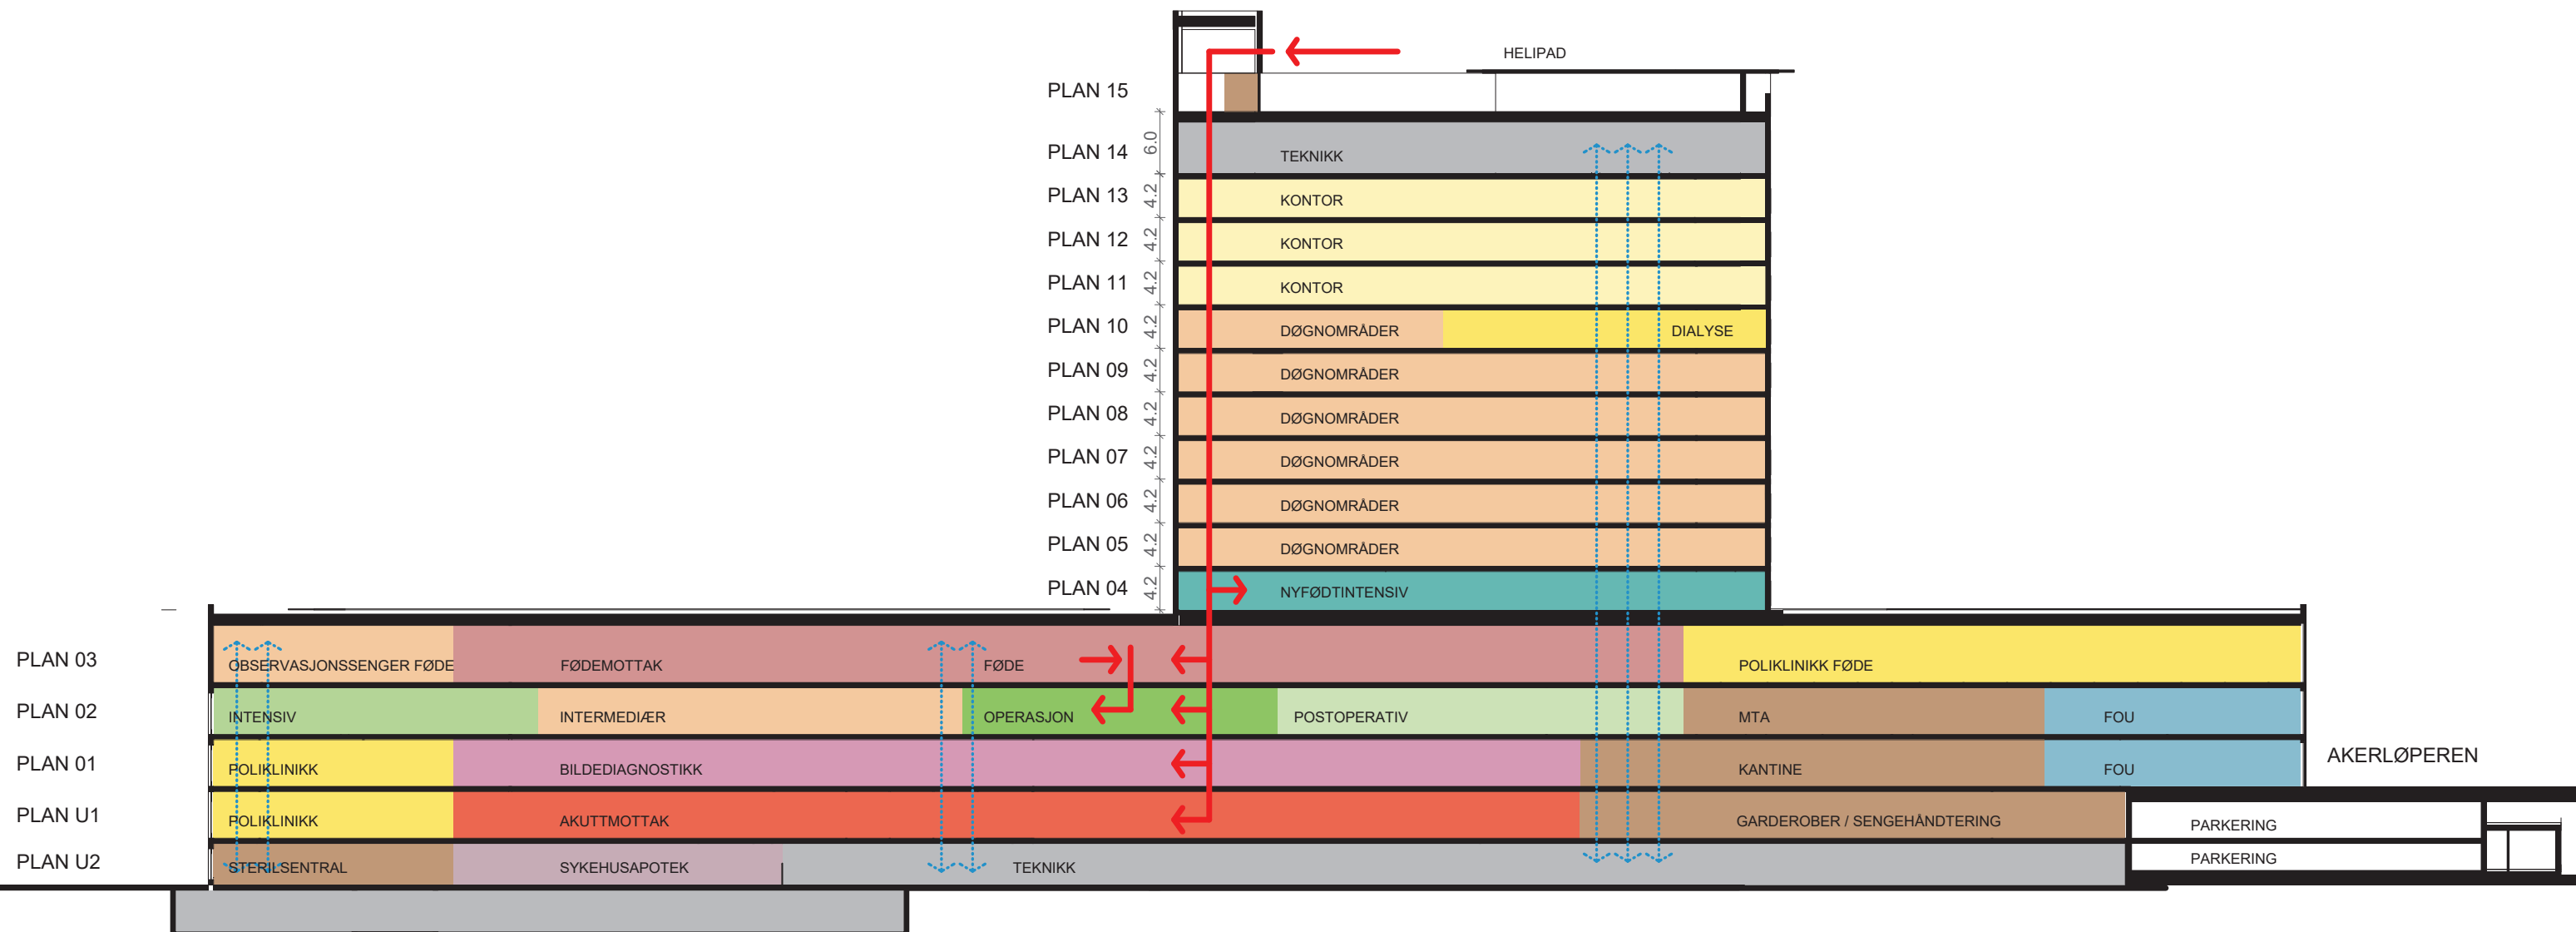 HELIPAD
PLAN 15
PLAN 14 6.0 TEKNIKK
PLAN 13 4.2 KONTOR
PLAN 12 4.2 KONTOR
PLAN 11 4.2 KONTOR
PLAN 10 4.2 DØGNOMRÅDER DIALYSE
PLAN 09 4.2 DØGNOMRÅDER
PLAN 08 4.2 DØGNOMRÅDER
PLAN 07 4.2 DØGNOMRÅDER
PLAN 06 4.2 DØGNOMRÅDER
PLAN 05 4.2 DØGNOMRÅDER
PLAN 04 4.2 NYFØDTINTENSIV
PLAN 03 OBSERVASJONSSENGER FØDE FØDEMOTTAK FØDE POLIKLINIKK FØDE
PLAN 02 INTENSIV INTERMEDIÆR OPERASJON POSTOPERATIV MTA FOU
PLAN 01 POLIKLINIKK BILDEDIAGNOSTIKK KANTINE FOU AKERLØPEREN
PLAN U1 POLIKLINIKK AKUTTMOTTAK GARDEROBER / SENGEHÅNDTERING PARKERING
PLAN U2 STERILSENTRAL SYKEHUSAPOTEK TEKNIKK PARKERING